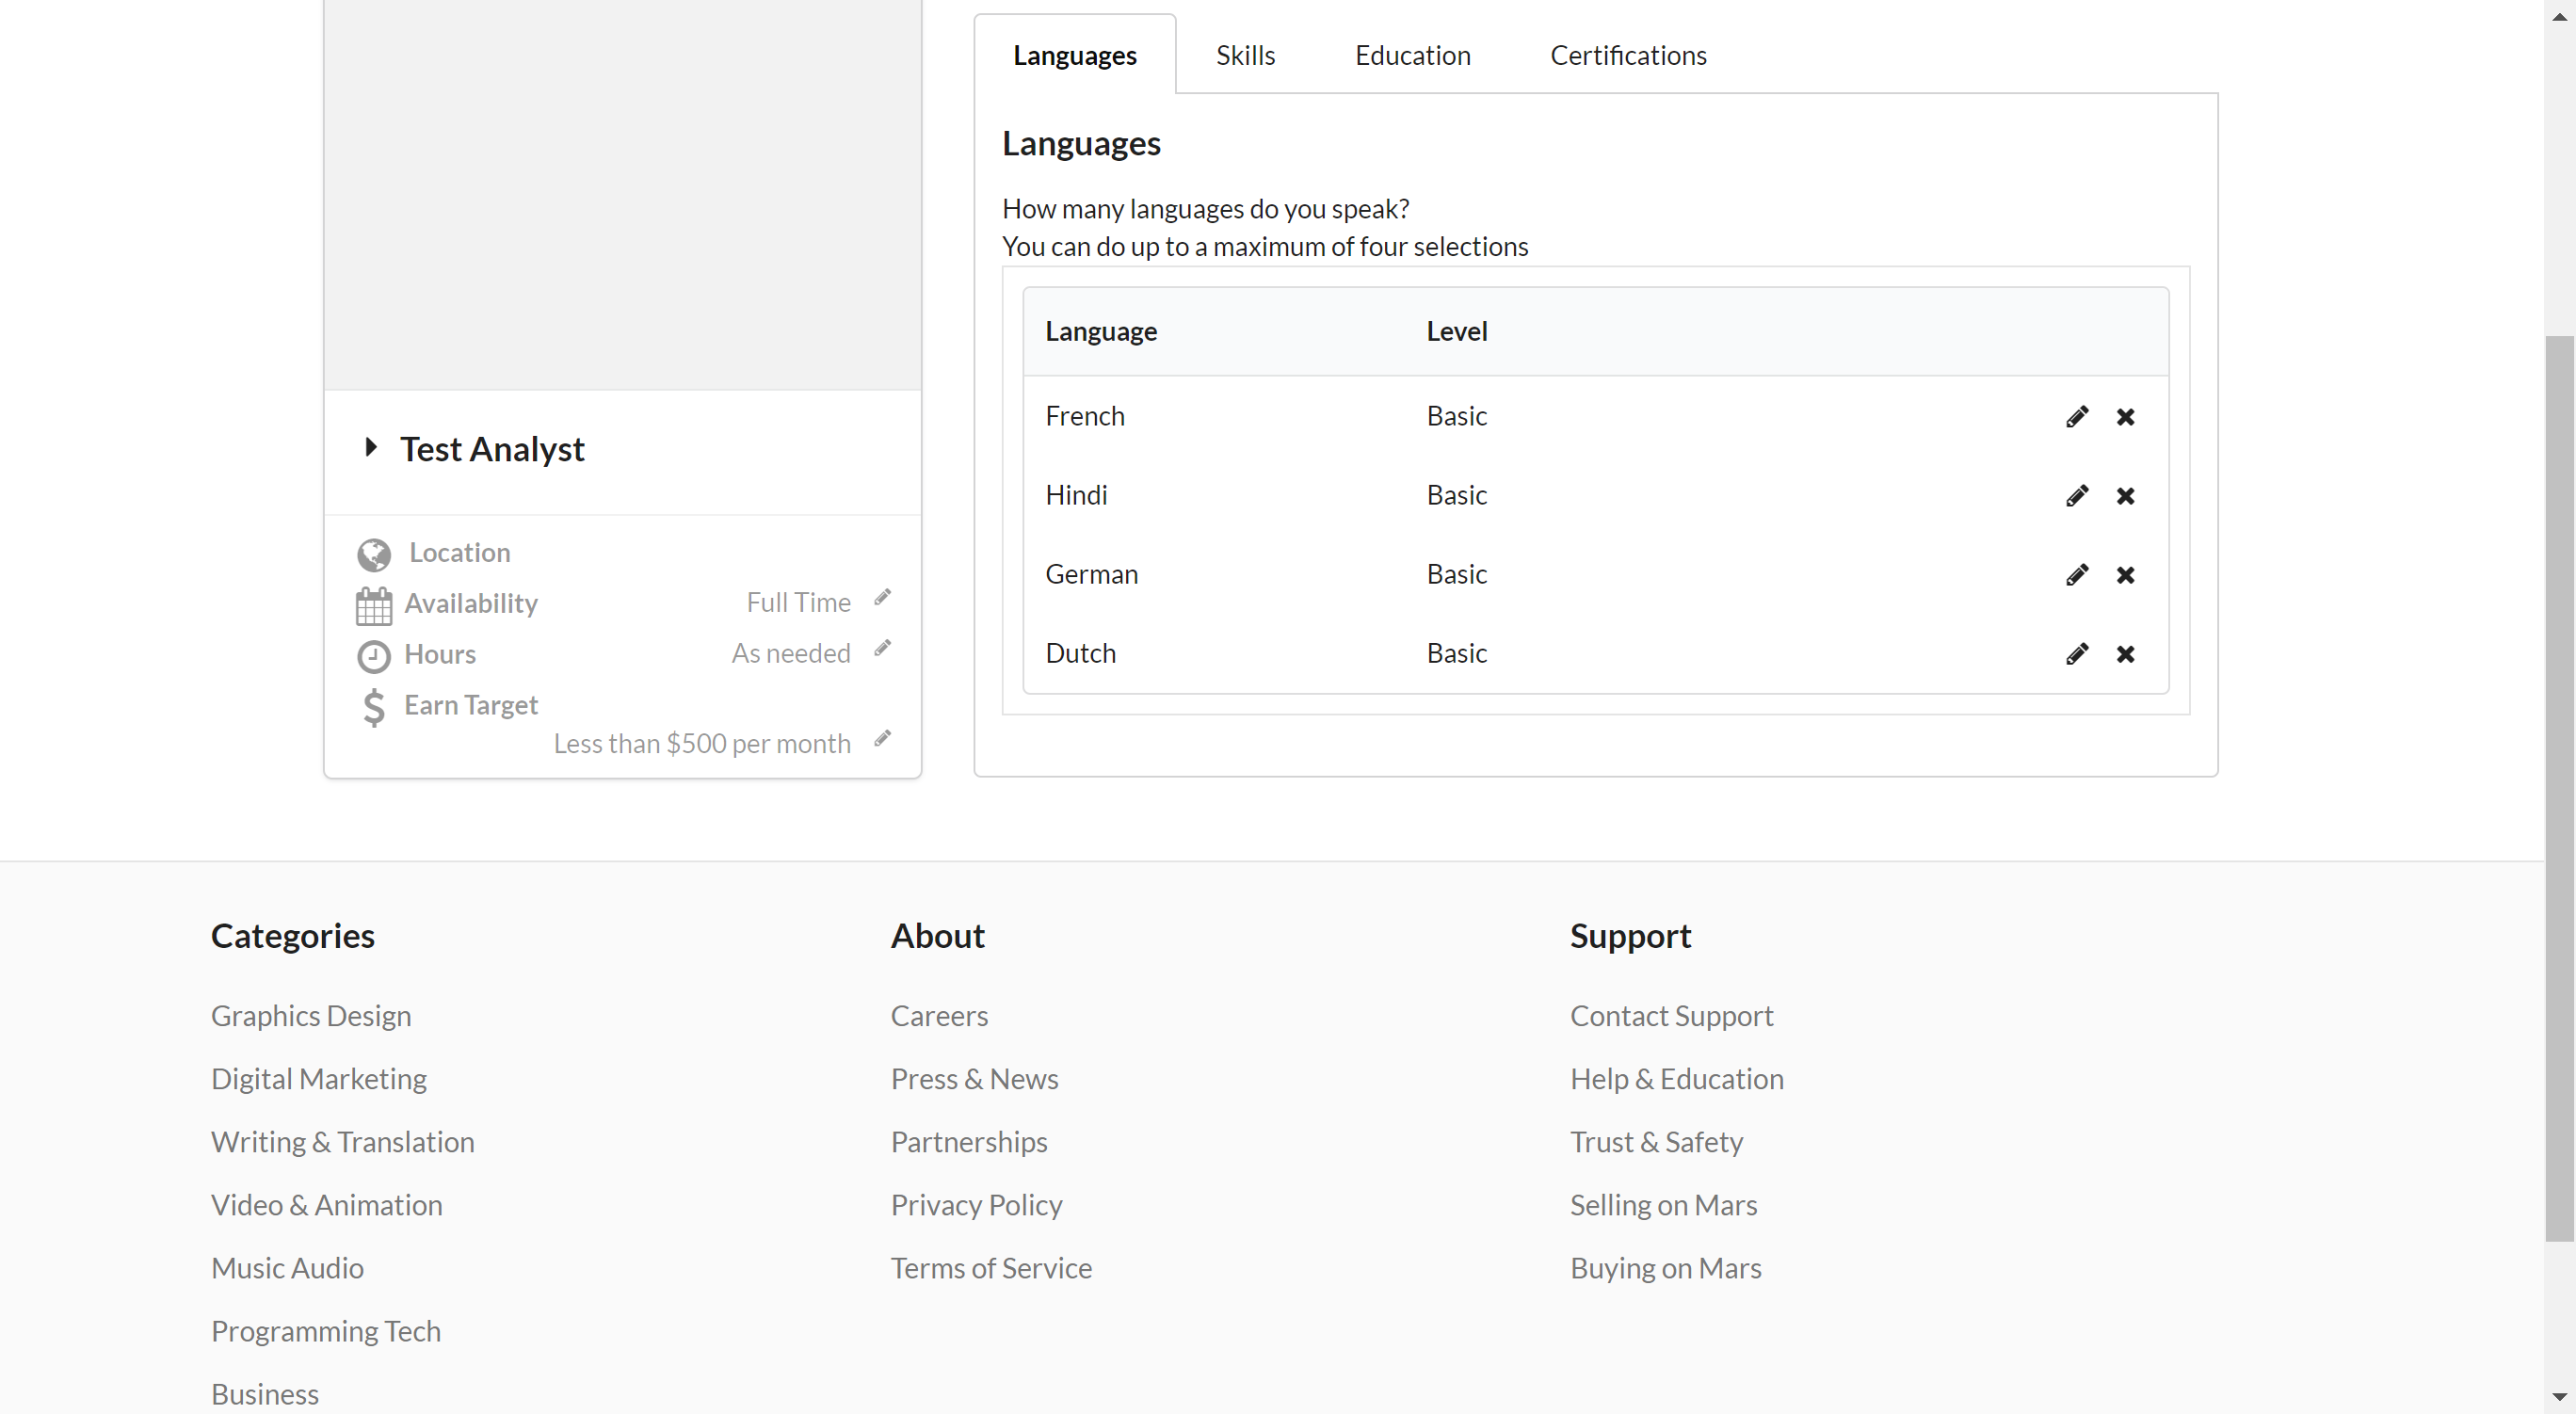 Languages Skills Education Certifications
Languages
How many languages do you speak?
You can do up to a maximum of four selections
Language Level
French Basic
Hindi Basic
German Basic
Dutch Basic
Test Analyst
Location
Availability Full Time
Hours As needed
Earn Target
Less than $500 per month
Categories
Graphics Design
Digital Marketing
Writing & Translation
Video & Animation
Music Audio
Programming Tech
Business
About
Careers
Press & News
Partnerships
Privacy Policy
Terms of Service
Support
Contact Support
Help & Education
Trust & Safety
Selling on Mars
Buying on Mars